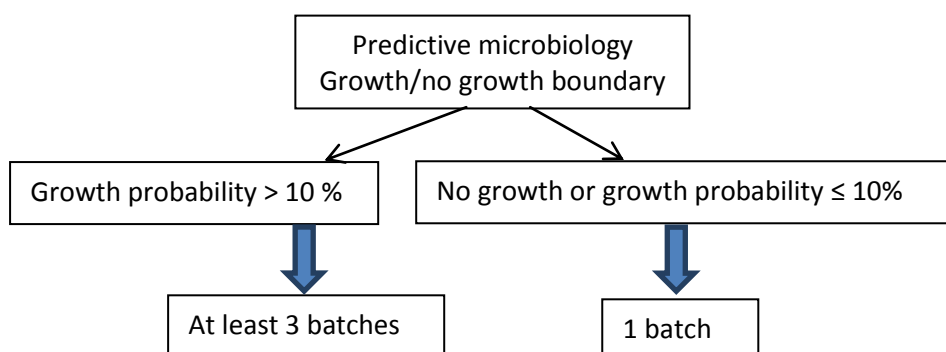 Predictive microbiology
Growth/no growth boundary
Growth probability > 10 %
No growth or growth probability ≤ 10%
At least 3 batches
1 batch